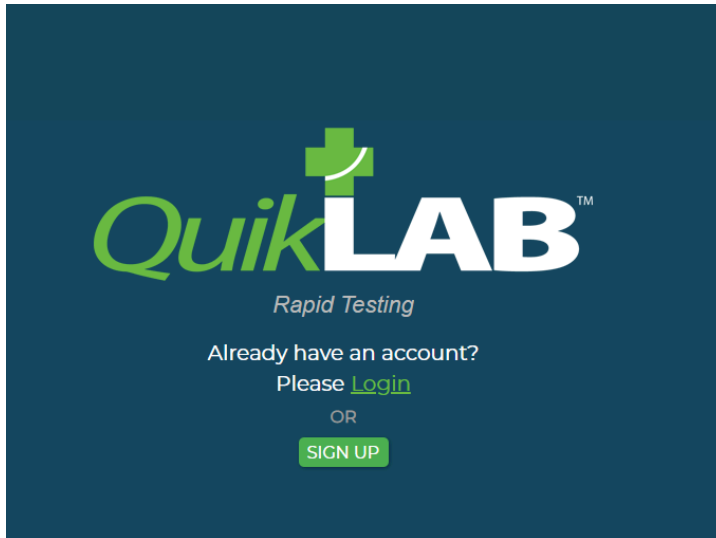 QuikLAB™
Rapid Testing
Already have an account?
Please Login
OR
SIGN UP